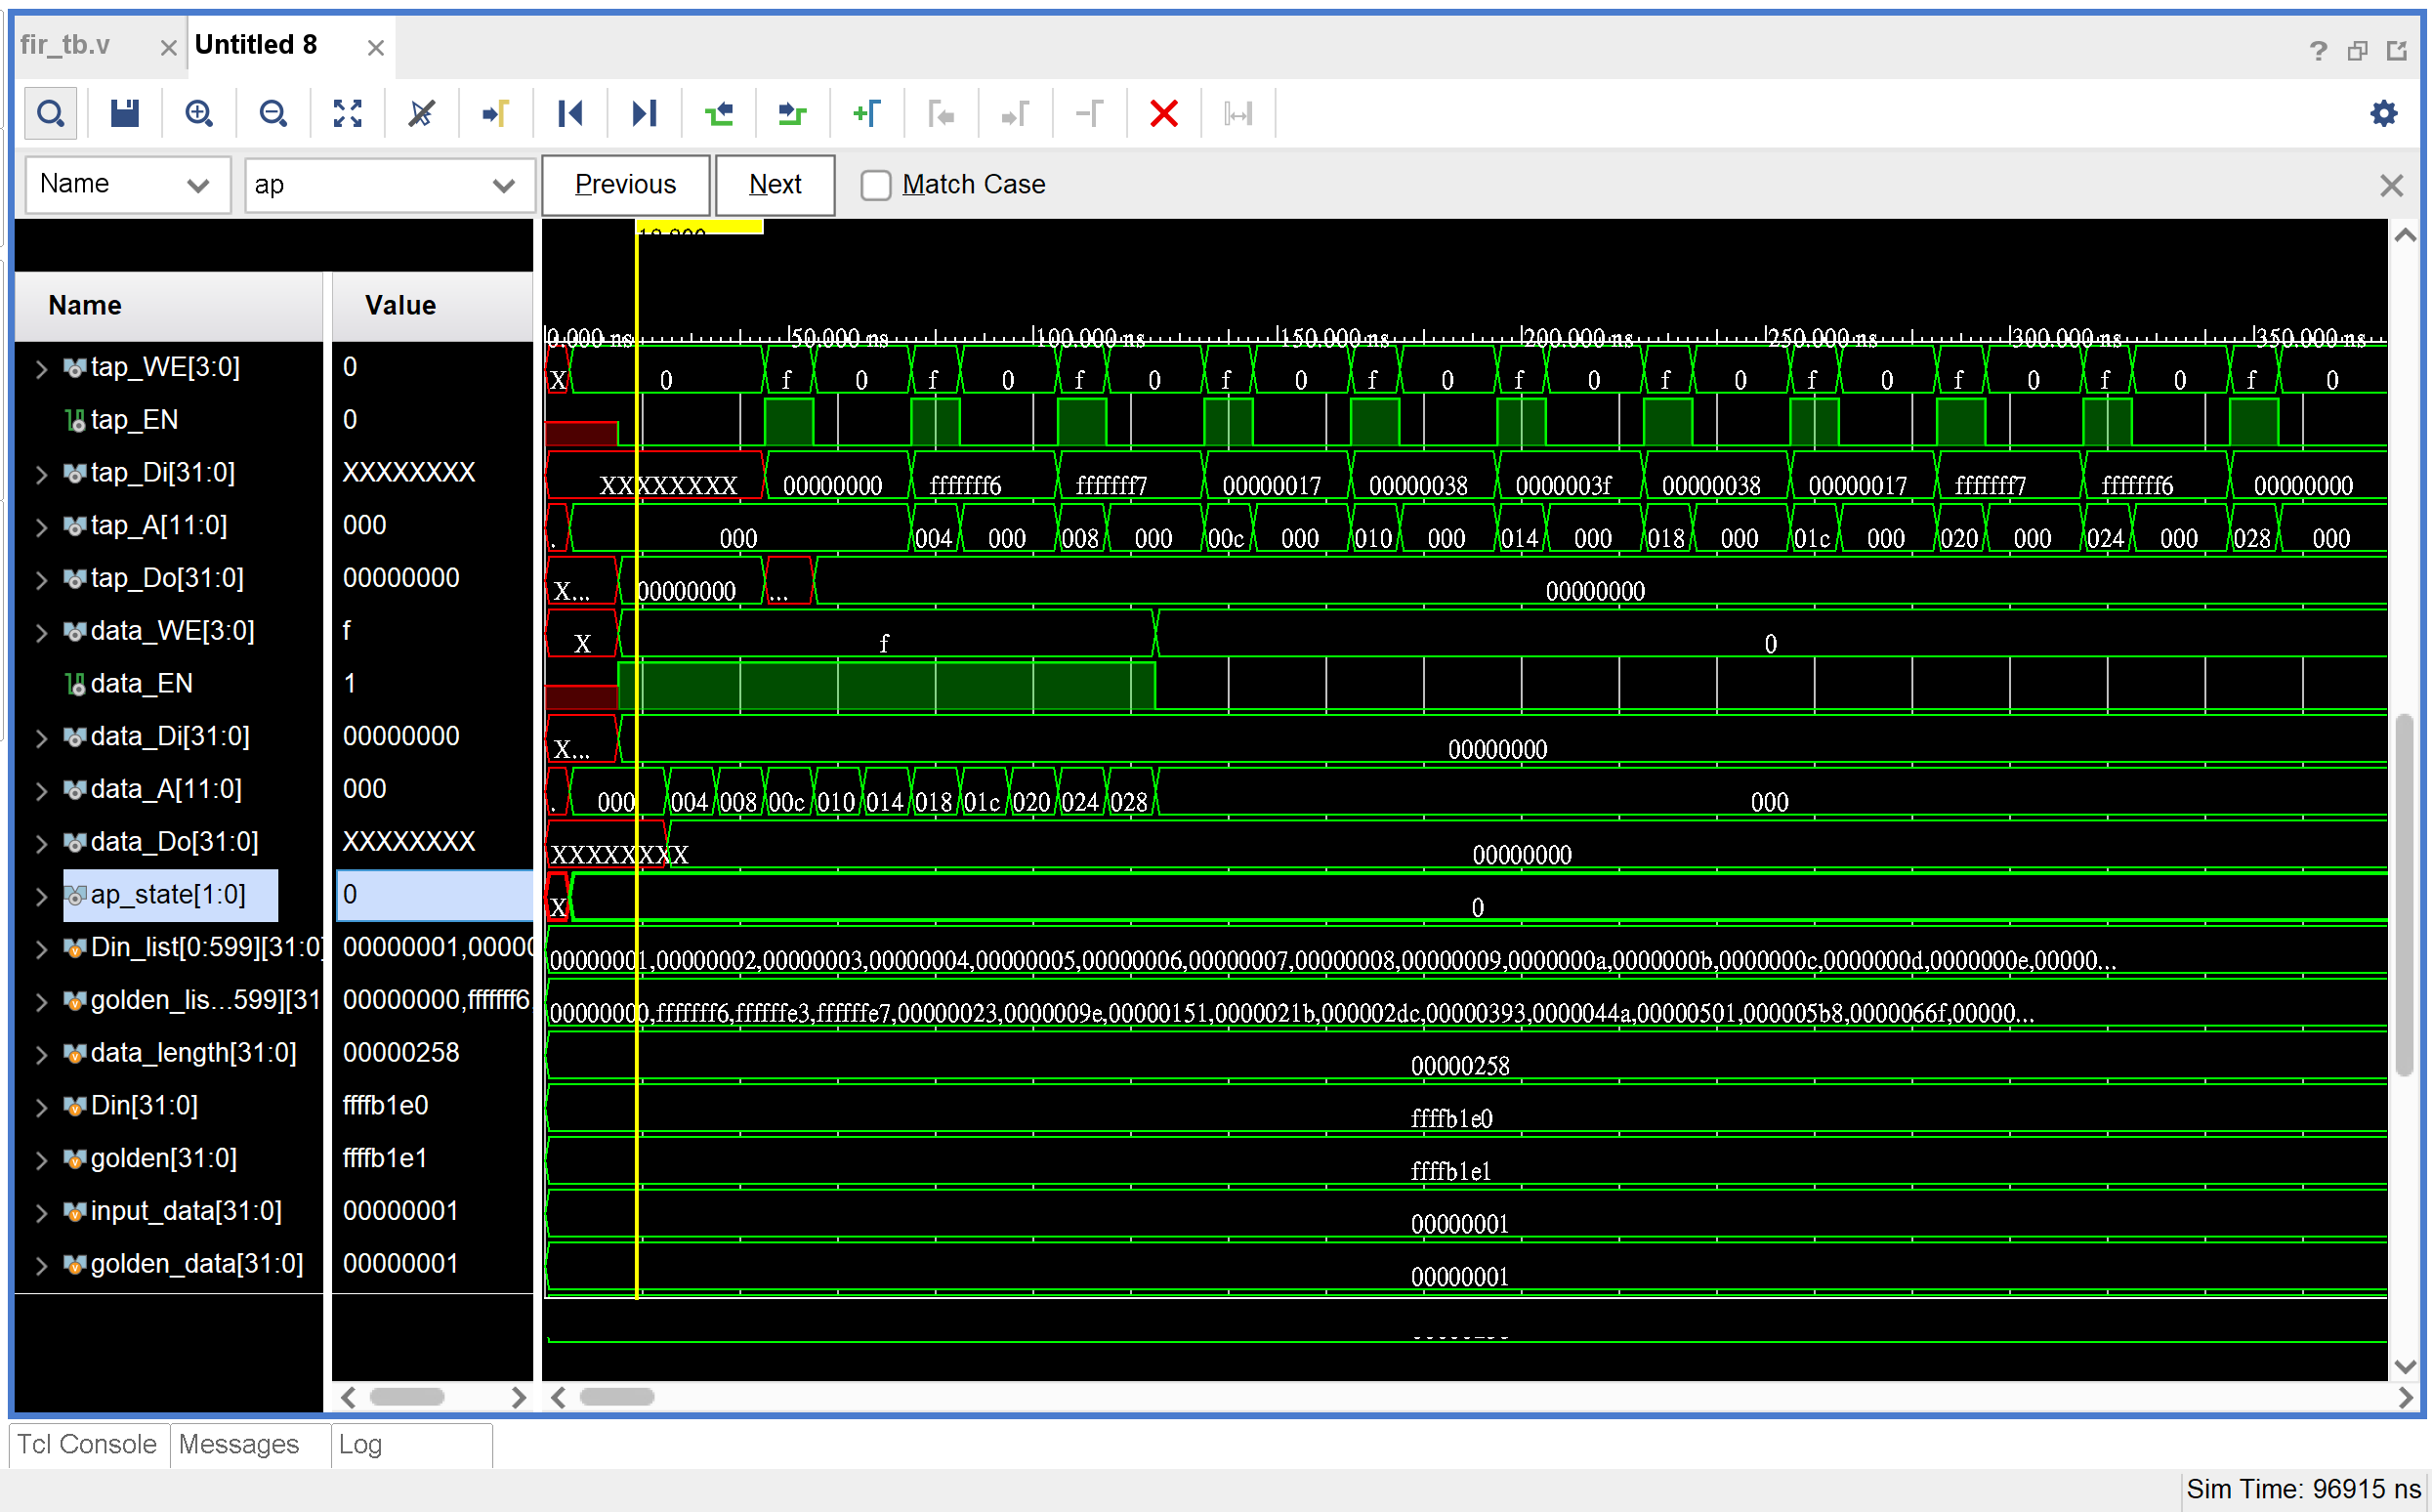 fir_tb.v Untitled 8
Name ap Previous Next Match Case
Name Value
0.000 ns 50.000 ns 100.000 ns 150.000 ns 200.000 ns 250.000 ns 300.000 ns 350.000 ns
tap_WE[3:0] 0 X 0 f 0 f 0 f 0 f 0 f 0 f 0 f 0 f 0 f 0 f 0 f 0
tap_EN 0
tap_Di[31:0] XXXXXXXX XXXXXXXX 00000000 fffffff6 fffffff7 00000017 00000038 0000003f 00000038 00000017 fffffff7 fffffff6 00000000
tap_A[11:0] 000 . 000 004 000 008 000 00c 000 010 000 014 000 018 000 01c 000 020 000 024 000 028 000
tap_Do[31:0] 00000000 X... 00000000 ... 00000000
data_WE[3:0] f X f 0
data_EN 1
data_Di[31:0] 00000000 X... 00000000
data_A[11:0] 000 . 000 004 008 00c 010 014 018 01c 020 024 028 000
data_Do[31:0] XXXXXXXX XXXXXXXX 00000000
ap_state[1:0] 0 X 0
Din_list[0:599][31:0] 00000001,00000 00000001,00000002,00000003,00000004,00000005,00000006,00000007,00000008,00000009,0000000a,0000000b,0000000c,0000000d,0000000e,00000...
golden_lis...599][31 00000000,fffffff6, 00000000,fffffff6,ffffffe3,ffffffe7,00000023,0000009e,00000151,0000021b,000002dc,00000393,0000044a,00000501,000005b8,0000066f,00000...
data_length[31:0] 00000258 00000258
Din[31:0] ffffb1e0 ffffb1e0
golden[31:0] ffffb1e1 ffffb1e1
input_data[31:0] 00000001 00000001
golden_data[31:0] 00000001 00000001
Tcl Console Messages Log
Sim Time: 96915 ns